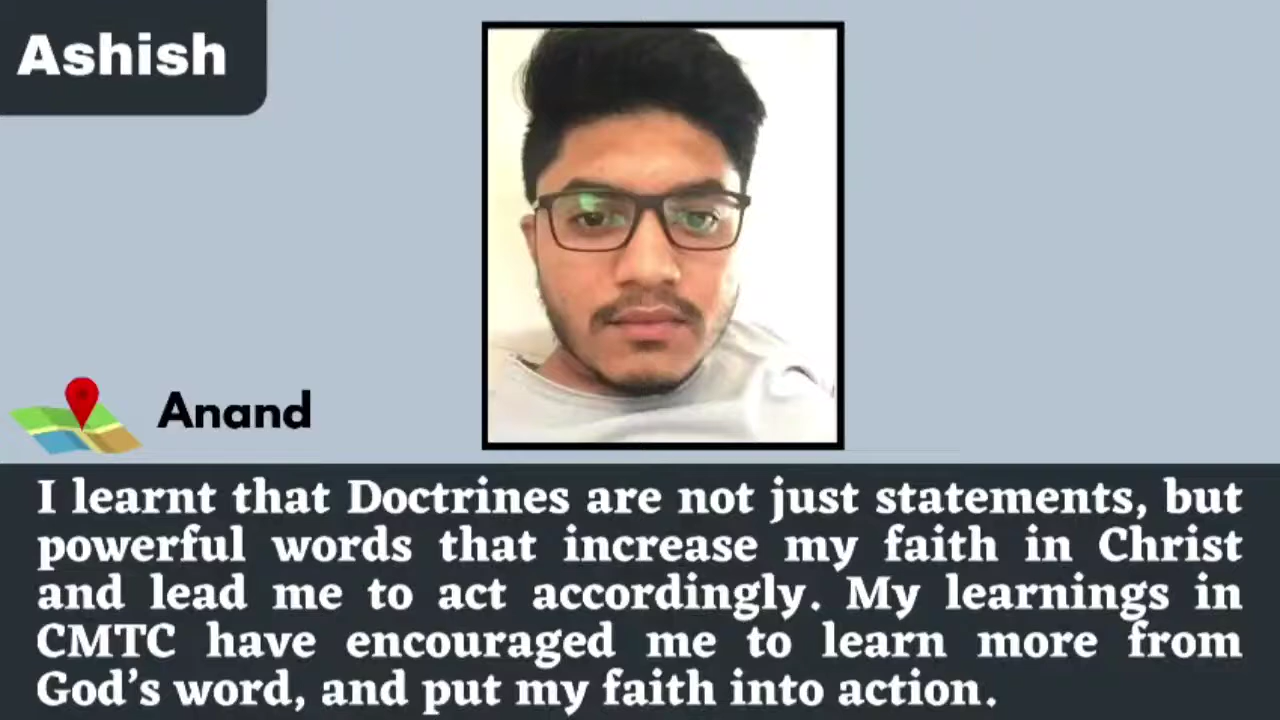 Ashish
Anand
I learnt that Doctrines are not just statements, but
powerful words that increase my faith in Christ
and lead me to act accordingly. My learnings in
CMTC have encouraged me to learn more from
God's word, and put my faith into action.